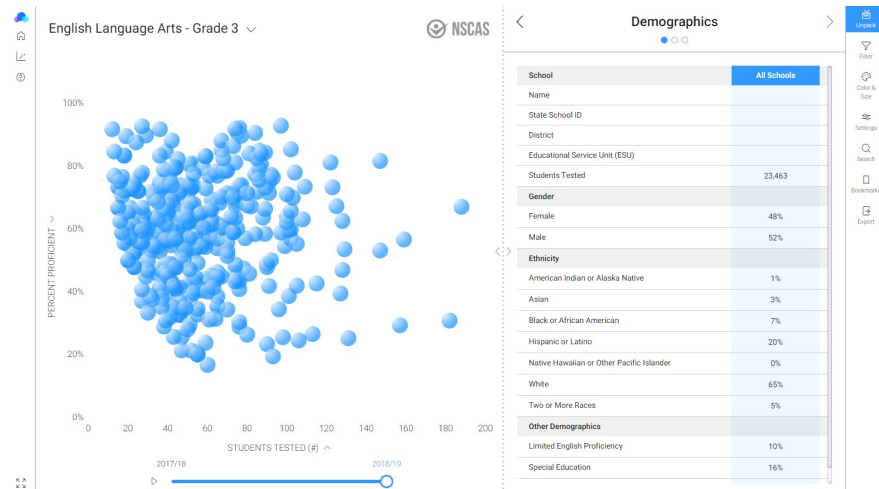 English Language Arts - Grade 3
NSCAS
Demographics
Unpack
Filter
Color & Size
Settings
Search
Bookmark
Export
PERCENT PROFICIENT
100%
80%
60%
40%
20%
0%
0 20 40 60 80 100 120 140 160 180 200
STUDENTS TESTED (#)
2017/18 2018/19
School All Schools
Name
State School ID
District
Educational Service Unit (ESU)
Students Tested 23,463
Gender
Female 48%
Male 52%
Ethnicity
American Indian or Alaska Native 1%
Asian 3%
Black or African American 7%
Hispanic or Latino 20%
Native Hawaiian or Other Pacific Islander 0%
White 65%
Two or More Races 5%
Other Demographics
Limited English Proficiency 10%
Special Education 16%